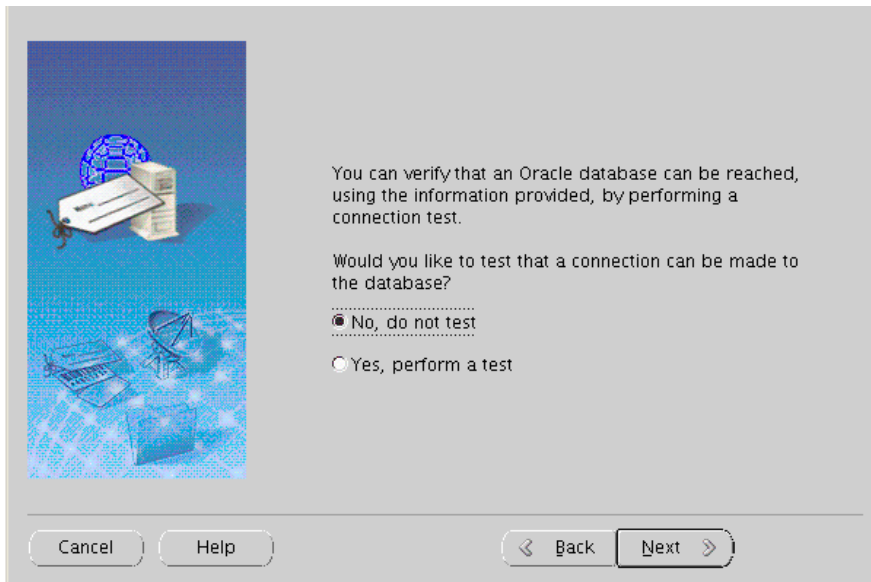 You can verify that an Oracle database can be reached,
using the information provided, by performing a
connection test.
Would you like to test that a connection can be made to
the database?
No, do not test
Yes, perform a test
Cancel
Help
Back
Next